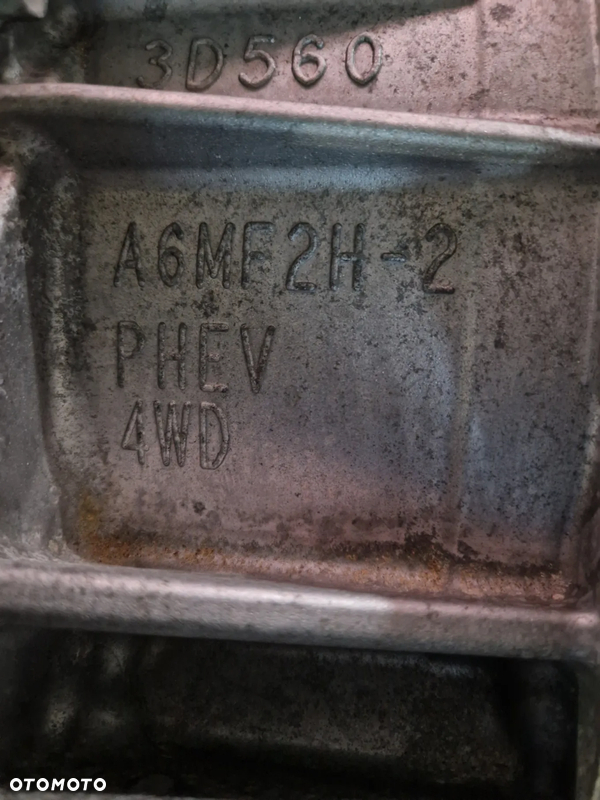 3D560
A6MF2H-2
PHEV
4WD
OTOMOTO